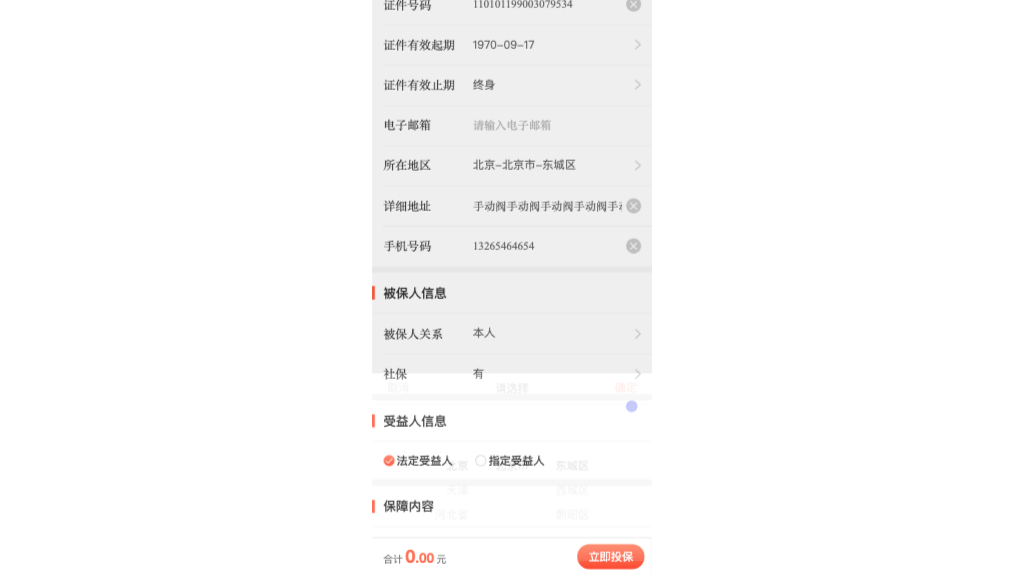 证件号码 110101199003079534
证件有效起期 1970-09-17
证件有效止期 终身
电子邮箱 请输入电子邮箱
所在地区 北京-北京市-东城区
详细地址 手动阀手动阀手动阀手动阀手
手机号码 13265464654
被保人信息
被保人关系 本人
社保 有
取消 请选择 确定
受益人信息
法定受益人 指定受益人
北京 东城区
天津 西城区
保障内容
河北省 朝阳区
合计 0.00 元 立即投保